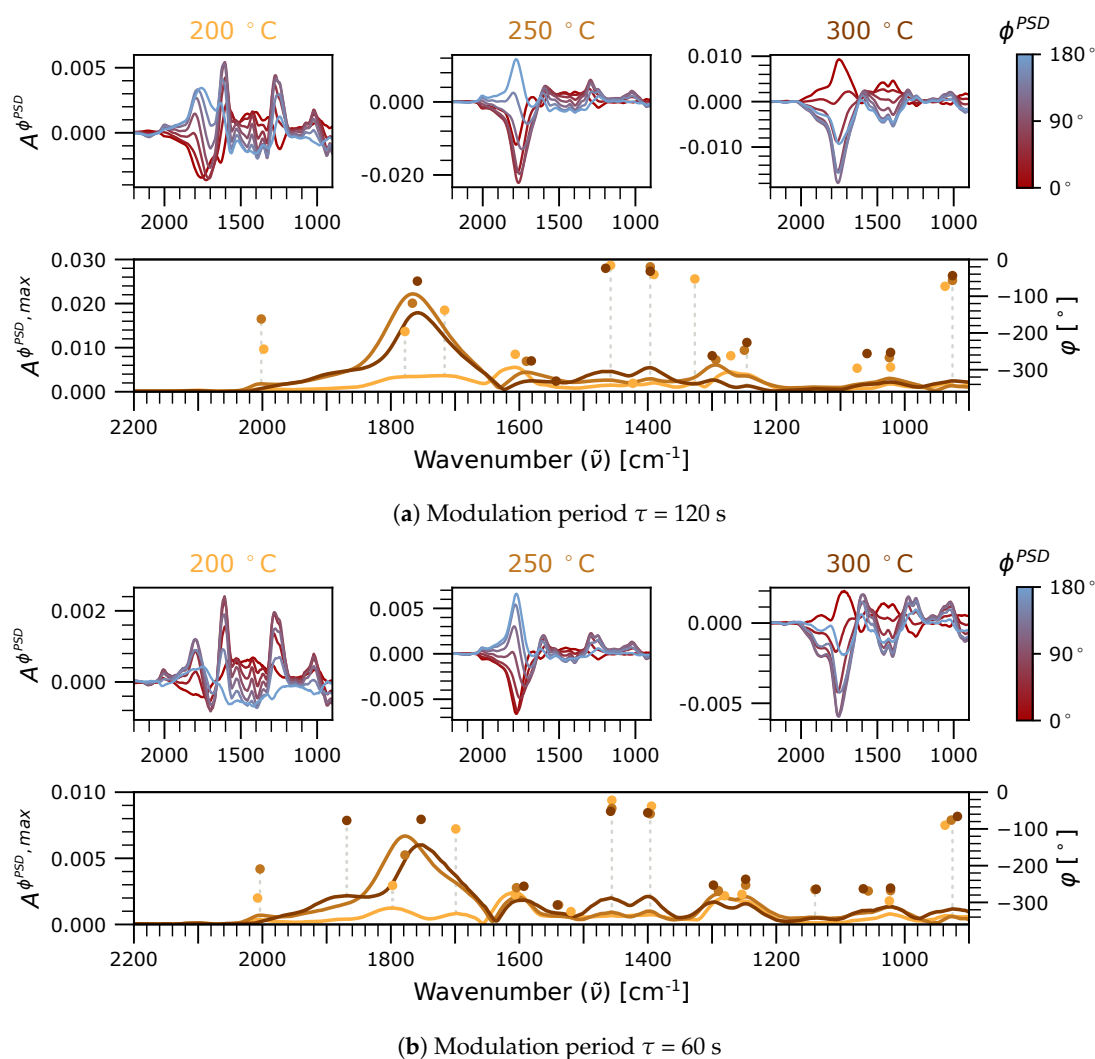 200 °C 250 °C 300 °C ϕ^PSD
0.005 0.000 0.010 180°
0.000 0.000 90°
-0.020 -0.010 0°
A^ϕ^PSD
2000 1500 1000 2000 1500 1000 2000 1500 1000
0.030 0
0.020 −100
0.010 −200
0.000 −300
A^ϕ^PSD, max φ [°]
2200 2000 1800 1600 1400 1200 1000
Wavenumber (ν̃) [cm⁻¹]
(a) Modulation period τ = 120 s
200 °C 250 °C 300 °C ϕ^PSD
0.002 0.005 0.000 180°
0.000 0.000 90°
-0.005 -0.005 0°
A^ϕ^PSD
2000 1500 1000 2000 1500 1000 2000 1500 1000
0.010 0
0.005 −100
−200
0.000 −300
A^ϕ^PSD, max φ [°]
2200 2000 1800 1600 1400 1200 1000
Wavenumber (ν̃) [cm⁻¹]
(b) Modulation period τ = 60 s